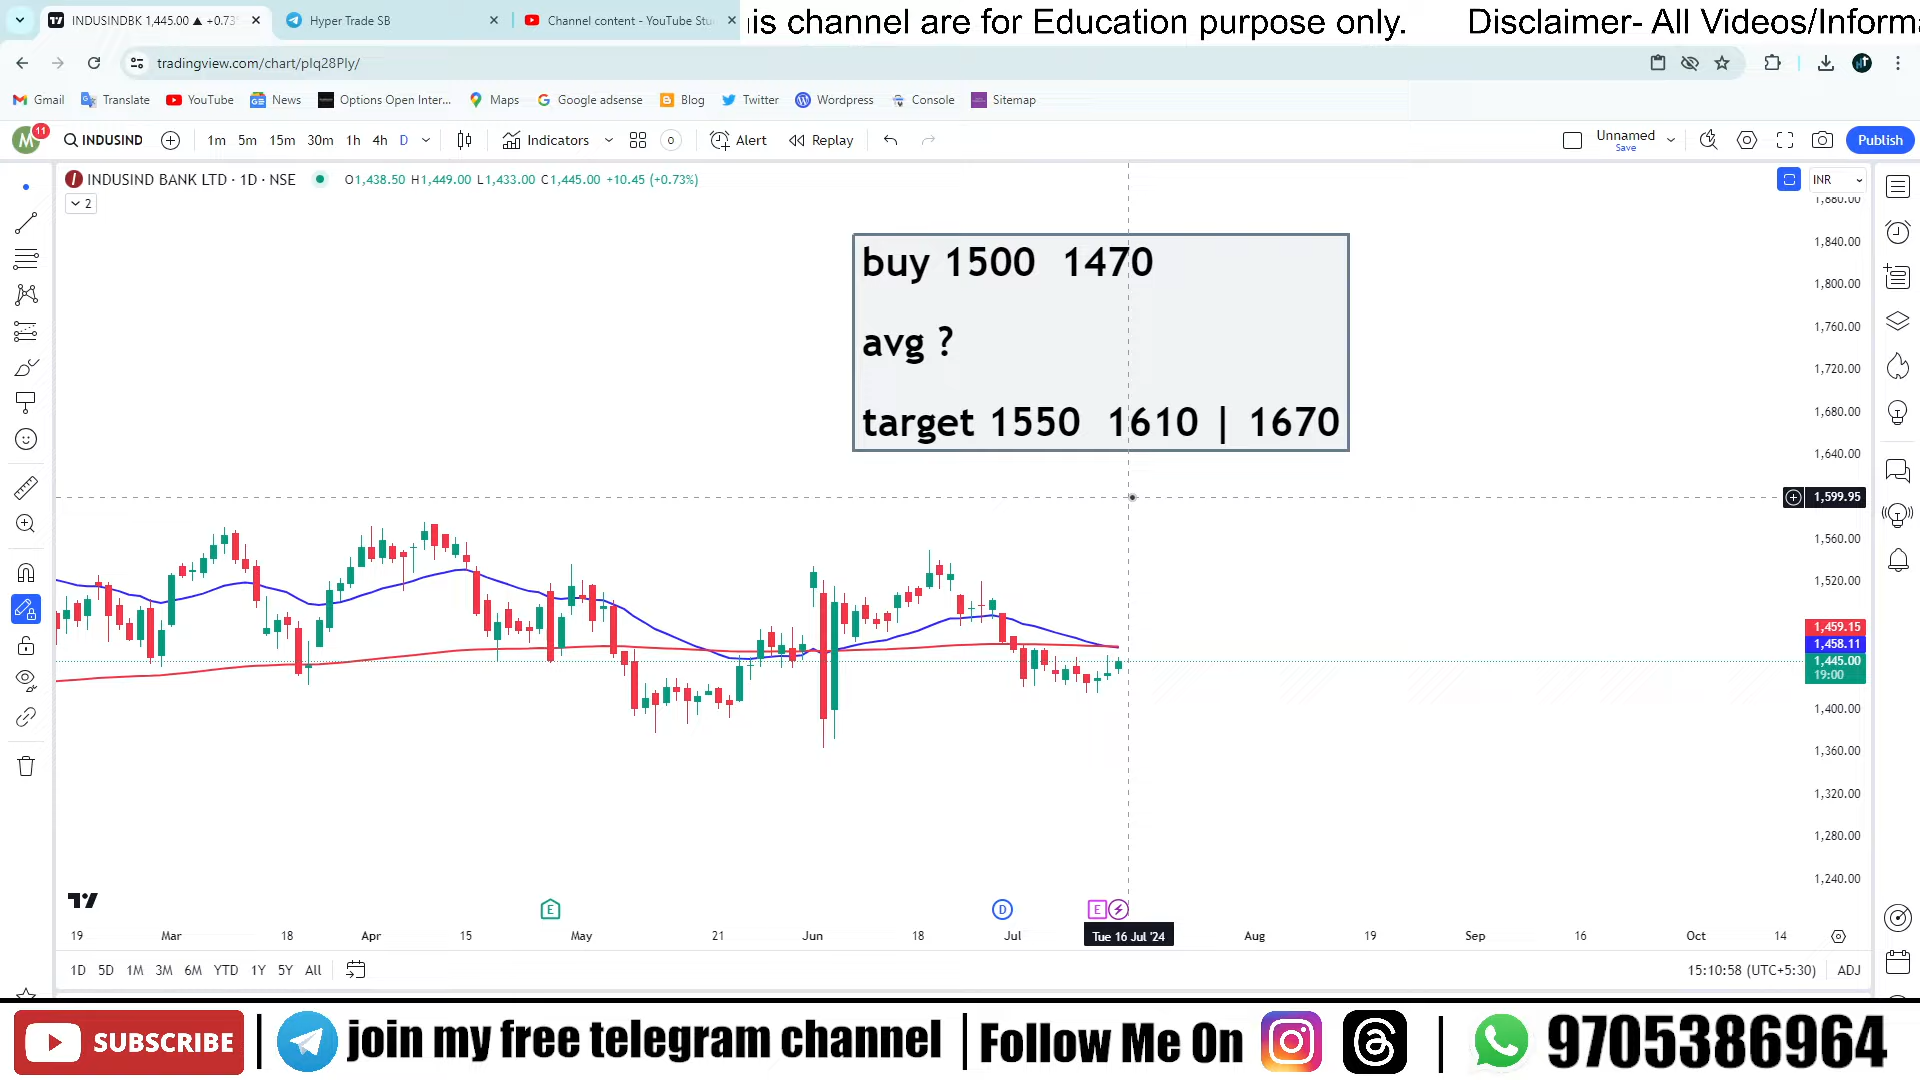 INDUSINDBK 1,445.00 ▲ +0.73
Hyper Trade SB
Channel content - YouTube Stu
is channel are for Education purpose only.
Disclaimer- All Videos/Informa
tradingview.com/chart/pIq28Ply/
Gmail
Translate
YouTube
News
Options Open Inter...
Maps
Google adsense
Blog
Twitter
Wordpress
Console
Sitemap
M
11
INDUSIND
1m 5m 15m 30m 1h 4h D
Indicators
Alert
Replay
Unnamed
Save
Publish
INDUSIND BANK LTD · 1D · NSE
O1,438.50 H1,449.00 L1,433.00 C1,445.00 +10.45 (+0.73%)
INR
2
buy 1500 1470
avg ?
target 1550 1610 | 1670
1,880.00
1,840.00
1,800.00
1,760.00
1,720.00
1,680.00
1,640.00
1,599.95
1,560.00
1,520.00
1,459.15
1,458.11
1,445.00
19:00
1,400.00
1,360.00
1,320.00
1,280.00
1,240.00
E
D
E
19 Mar 18 Apr 15 May 21 Jun 18 Jul Tue 16 Jul '24 Aug 19 Sep 16 Oct 14
1D 5D 1M 3M 6M YTD 1Y 5Y All
15:10:58 (UTC+5:30)
ADJ
SUBSCRIBE
join my free telegram channel
Follow Me On
9705386964